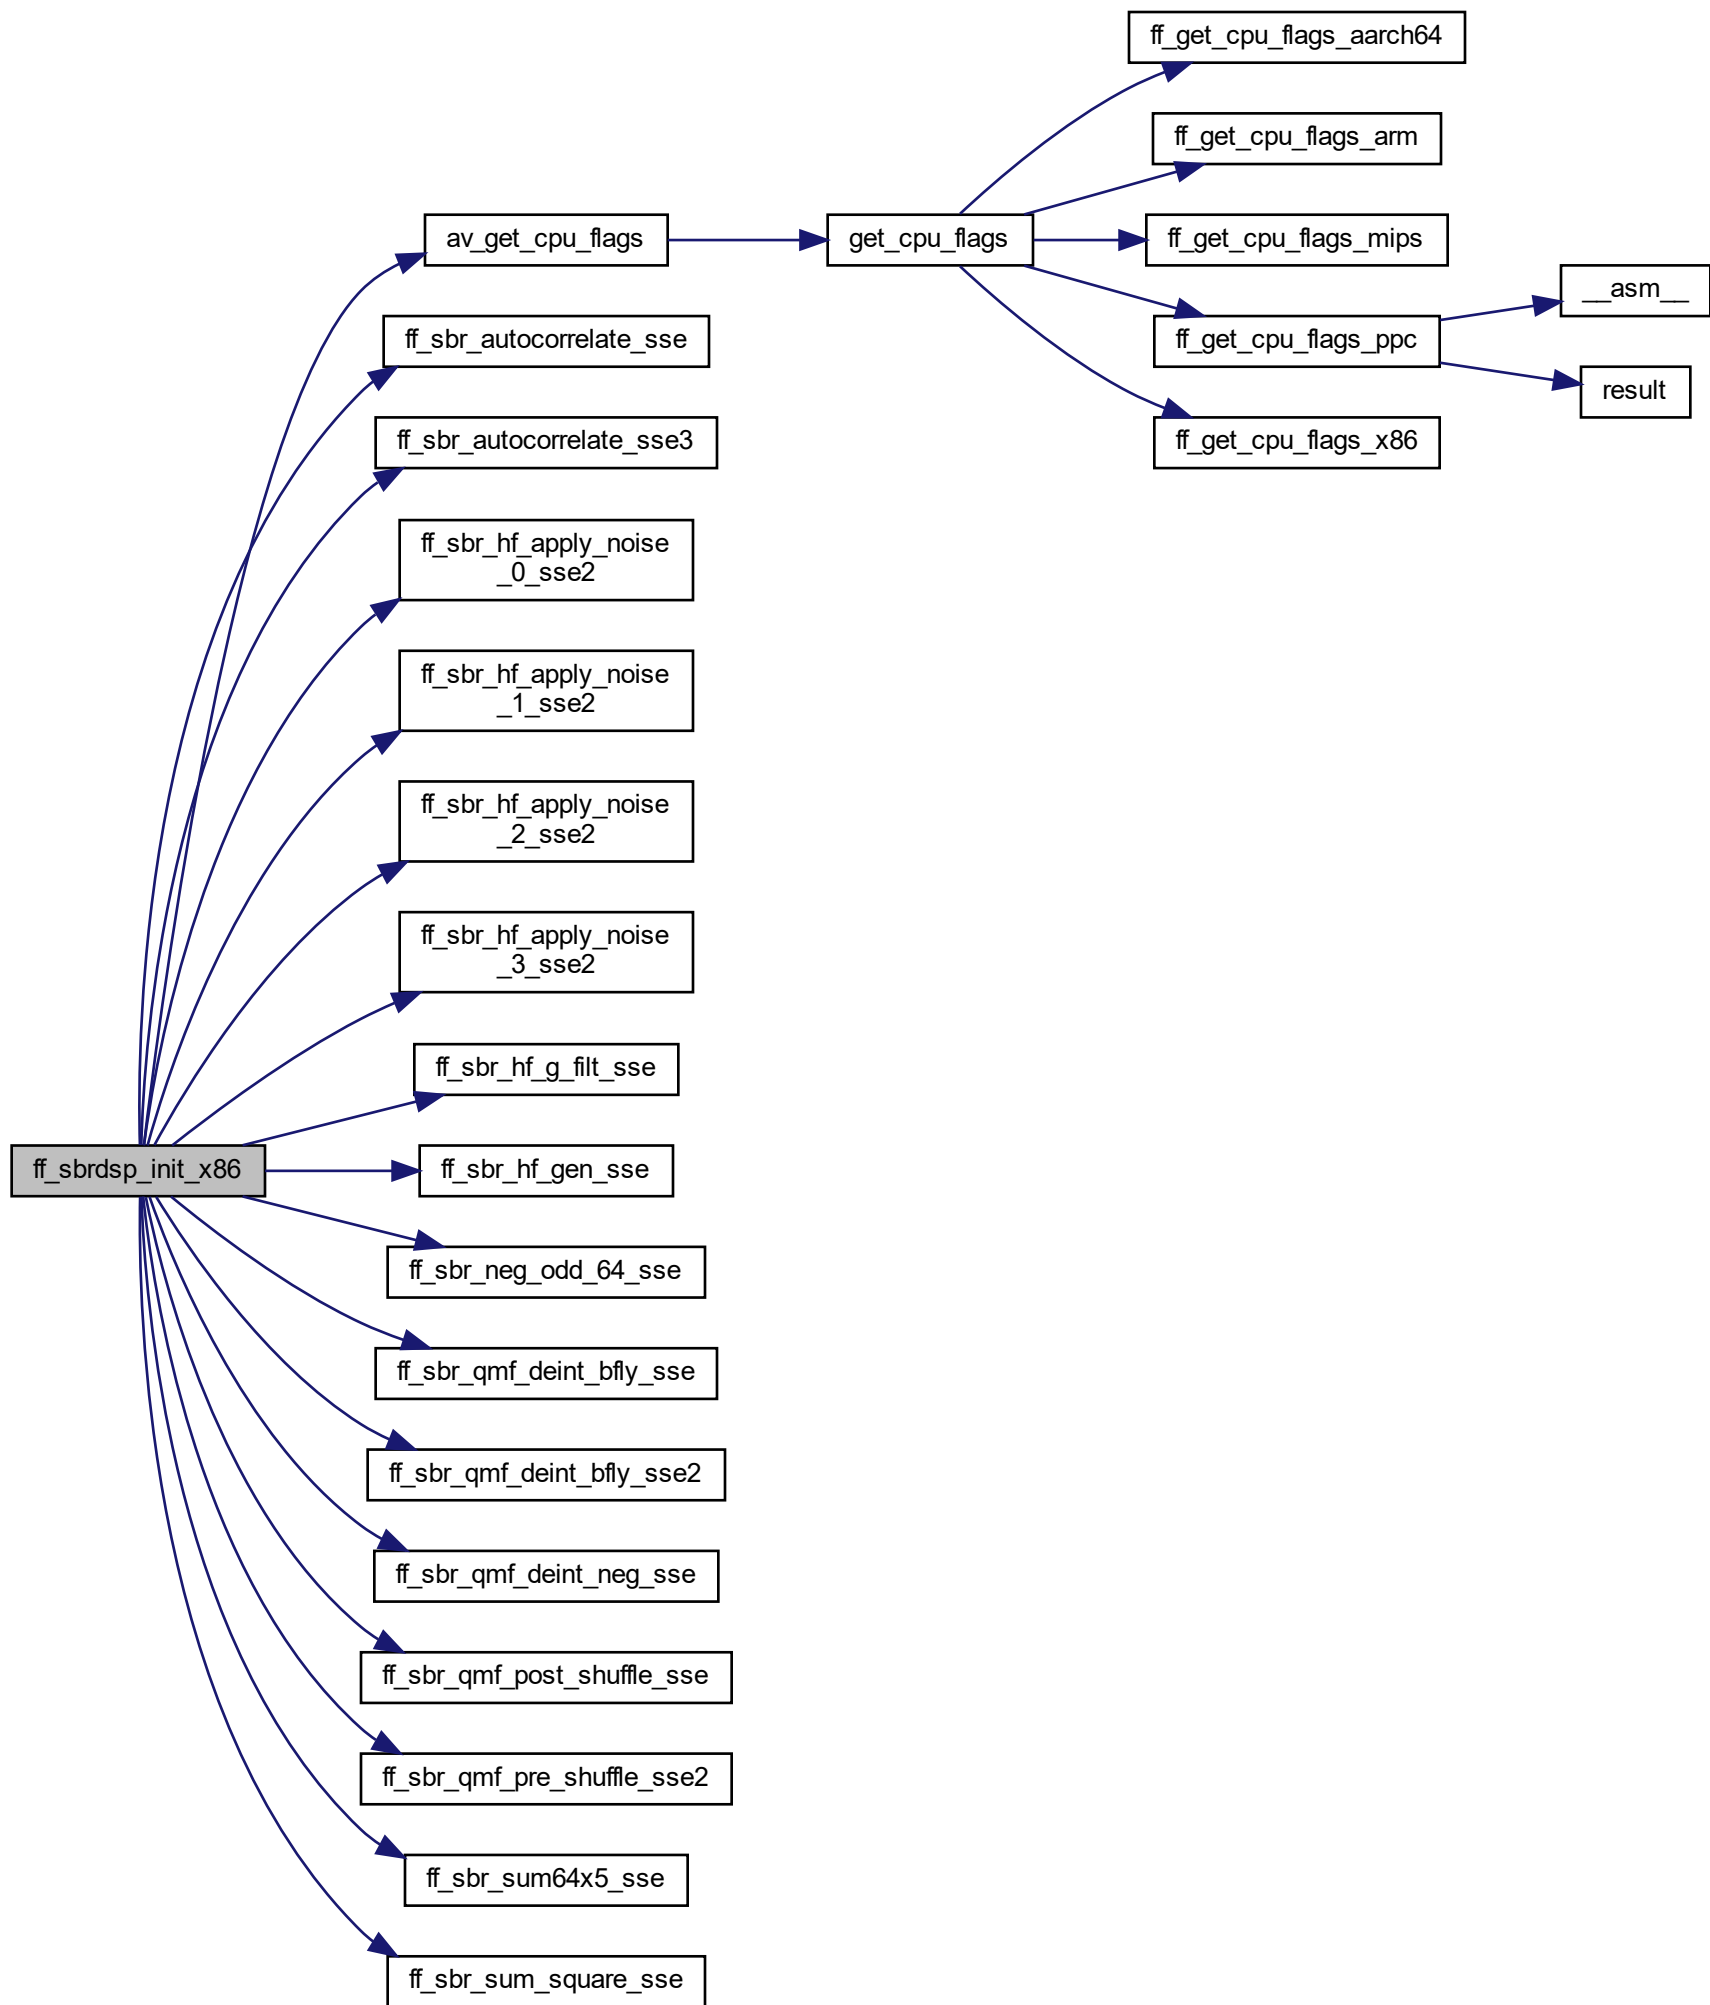 ff_get_cpu_flags_aarch64
ff_get_cpu_flags_arm
av_get_cpu_flags
get_cpu_flags
ff_get_cpu_flags_mips
__asm__
ff_sbr_autocorrelate_sse
ff_get_cpu_flags_ppc
result
ff_sbr_autocorrelate_sse3
ff_get_cpu_flags_x86
ff_sbr_hf_apply_noise
_0_sse2
ff_sbr_hf_apply_noise
_1_sse2
ff_sbr_hf_apply_noise
_2_sse2
ff_sbr_hf_apply_noise
_3_sse2
ff_sbr_hf_g_filt_sse
ff_sbrdsp_init_x86
ff_sbr_hf_gen_sse
ff_sbr_neg_odd_64_sse
ff_sbr_qmf_deint_bfly_sse
ff_sbr_qmf_deint_bfly_sse2
ff_sbr_qmf_deint_neg_sse
ff_sbr_qmf_post_shuffle_sse
ff_sbr_qmf_pre_shuffle_sse2
ff_sbr_sum64x5_sse
ff_sbr_sum_square_sse